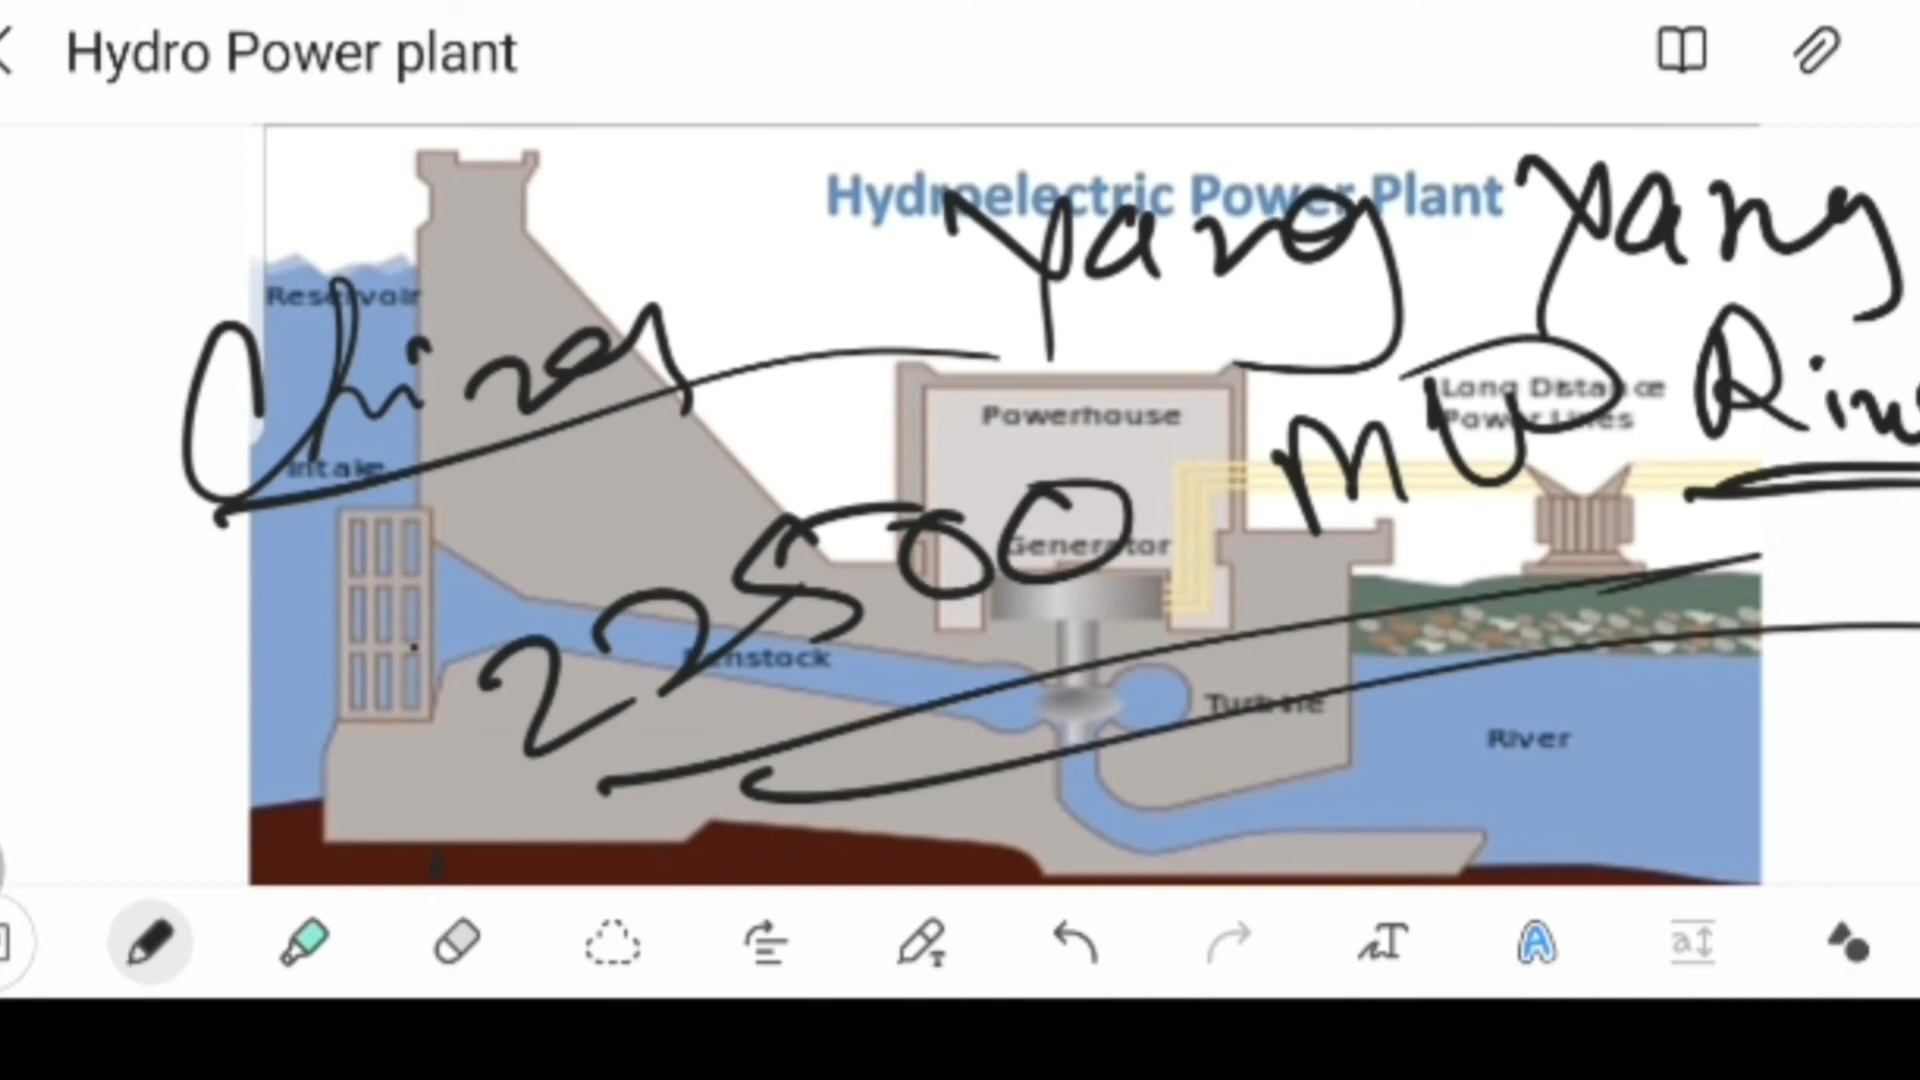 Hydro Power plant
Hydroelectric Power Plant
Yang Yang
Reservoir
China
Long Distance
Power Lines
Powerhouse
Intake
22500 MW
Generator
Penstock
Turbine
River